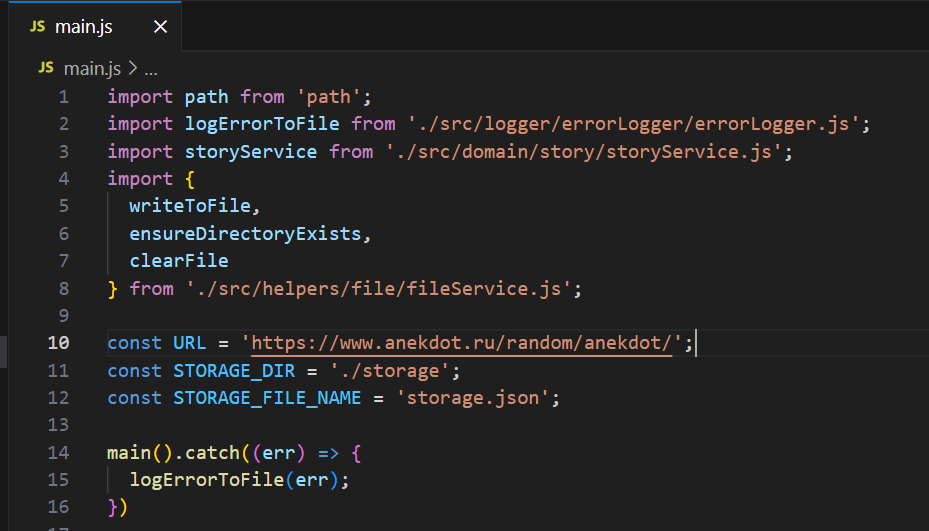 JS main.js ×
JS main.js > ...
1 import path from 'path';
2 import logErrorToFile from './src/logger/errorLogger/errorLogger.js';
3 import storyService from './src/domain/story/storyService.js';
4 import {
5   writeToFile,
6   ensureDirectoryExists,
7   clearFile
8 } from './src/helpers/file/fileService.js';
9
10 const URL = 'https://www.anekdot.ru/random/anekdot/';
11 const STORAGE_DIR = './storage';
12 const STORAGE_FILE_NAME = 'storage.json';
13
14 main().catch((err) => {
15   logErrorToFile(err);
16 })